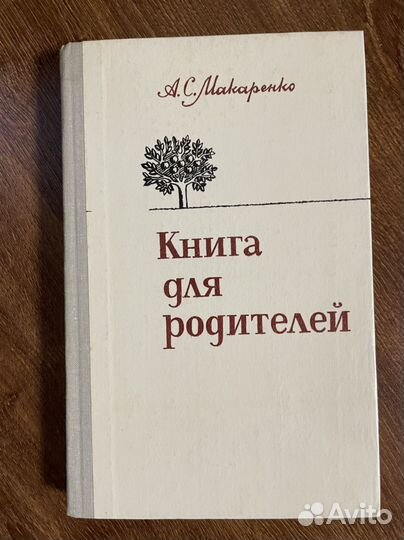 А.С.Макаренко
Книга
для
родителей
Avito